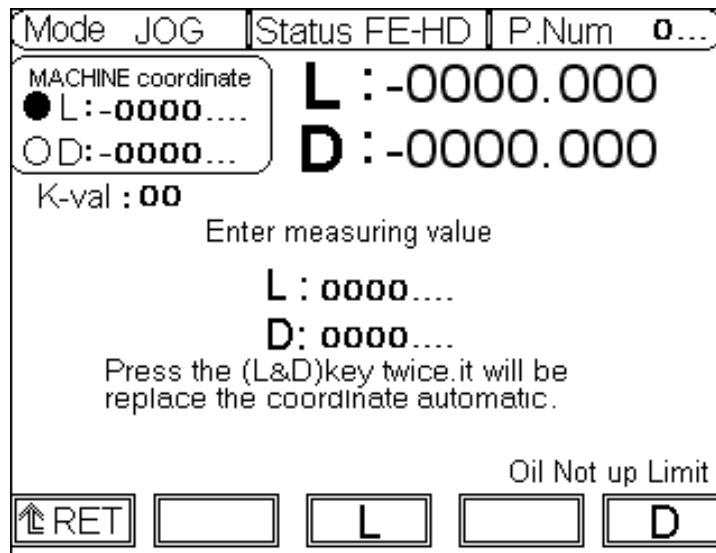 Mode JOG Status FE-HD P.Num 0...
MACHINE coordinate
L:-0000....
D:-0000...
L:-0000.000
D:-0000.000
K-val : 00
Enter measuring value
L : 0000....
D: 0000....
Press the (L&D)key twice.it will be
replace the coordinate automatic.
Oil Not up Limit
RET L D